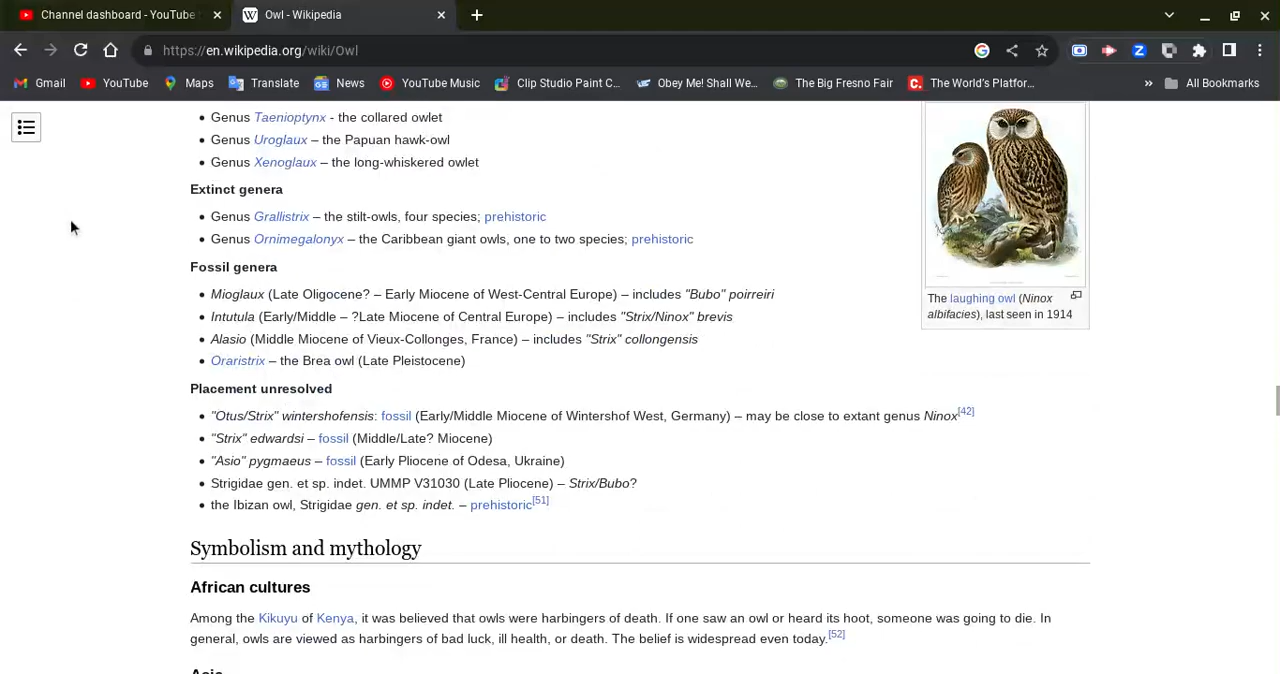 Channel dashboard - YouTube
Owl - Wikipedia
https://en.wikipedia.org/wiki/Owl
Gmail YouTube Maps Translate News YouTube Music Clip Studio Paint C... Obey Me! Shall We... The Big Fresno Fair The World's Platfor... » All Bookmarks
• Genus Taenioptynx - the collared owlet
• Genus Uroglaux – the Papuan hawk-owl
• Genus Xenoglaux – the long-whiskered owlet
Extinct genera
• Genus Grallistrix – the stilt-owls, four species; prehistoric
• Genus Ornimegalonyx – the Caribbean giant owls, one to two species; prehistoric
Fossil genera
• Mioglaux (Late Oligocene? – Early Miocene of West-Central Europe) – includes "Bubo" poirreiri
• Intutula (Early/Middle – ?Late Miocene of Central Europe) – includes "Strix/Ninox" brevis
• Alasio (Middle Miocene of Vieux-Collonges, France) – includes "Strix" collongensis
• Oraristrix – the Brea owl (Late Pleistocene)
The laughing owl (Ninox
albifacies), last seen in 1914
Placement unresolved
• "Otus/Strix" wintershofensis: fossil (Early/Middle Miocene of Wintershof West, Germany) – may be close to extant genus Ninox[42]
• "Strix" edwardsi – fossil (Middle/Late? Miocene)
• "Asio" pygmaeus – fossil (Early Pliocene of Odesa, Ukraine)
• Strigidae gen. et sp. indet. UMMP V31030 (Late Pliocene) – Strix/Bubo?
• the Ibizan owl, Strigidae gen. et sp. indet. – prehistoric[51]
Symbolism and mythology
African cultures
Among the Kikuyu of Kenya, it was believed that owls were harbingers of death. If one saw an owl or heard its hoot, someone was going to die. In
general, owls are viewed as harbingers of bad luck, ill health, or death. The belief is widespread even today.[52]
Asia